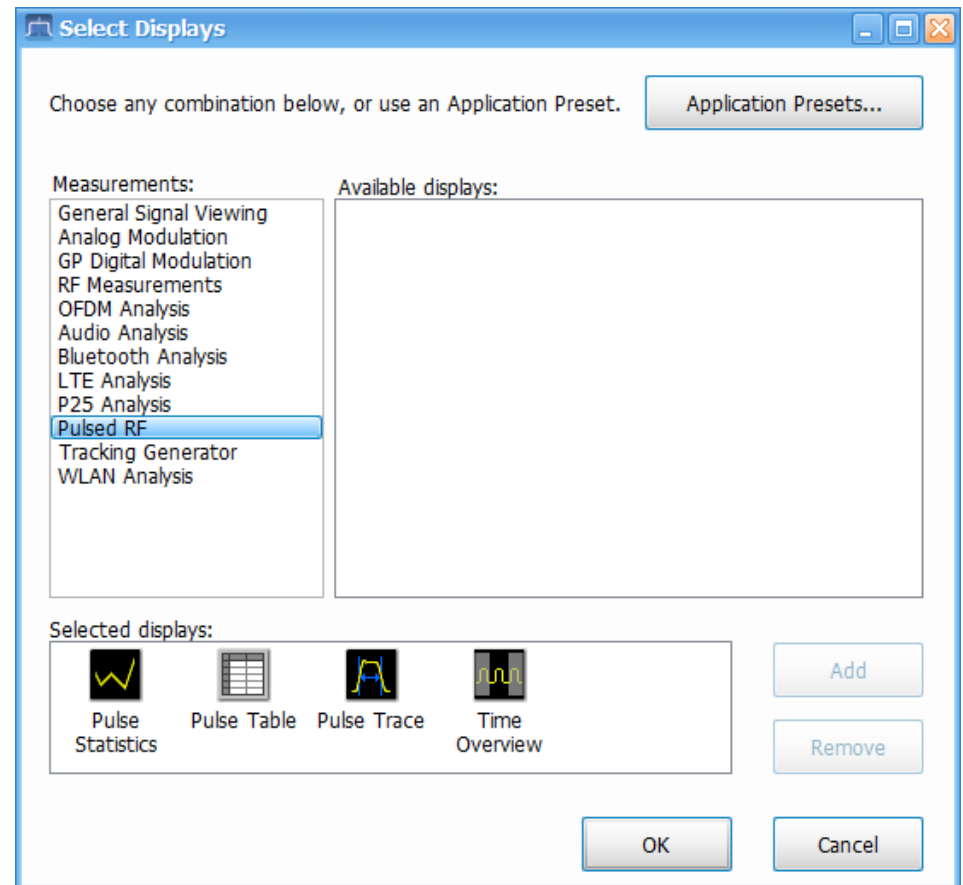 Select Displays
Choose any combination below, or use an Application Preset.
Application Presets...
Measurements:
Available displays:
General Signal Viewing
Analog Modulation
GP Digital Modulation
RF Measurements
OFDM Analysis
Audio Analysis
Bluetooth Analysis
LTE Analysis
P25 Analysis
Pulsed RF
Tracking Generator
WLAN Analysis
Selected displays:
Pulse
Statistics
Pulse Table
Pulse Trace
Time
Overview
Add
Remove
OK
Cancel